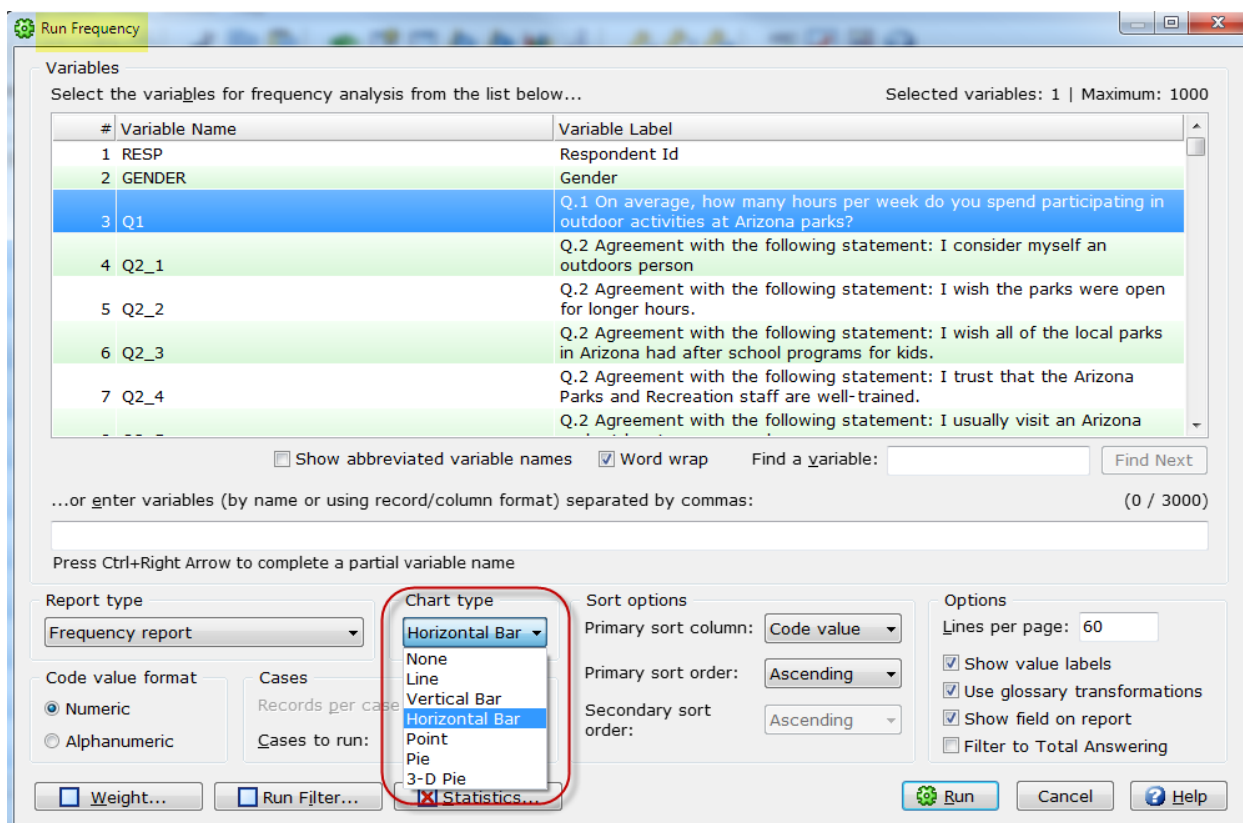 Run Frequency
Variables
Select the variables for frequency analysis from the list below...
Selected variables: 1 | Maximum: 1000
# Variable Name Variable Label
1 RESP Respondent Id
2 GENDER Gender
Q.1 On average, how many hours per week do you spend participating in
3 Q1 outdoor activities at Arizona parks?
Q.2 Agreement with the following statement: I consider myself an
4 Q2_1 outdoors person
Q.2 Agreement with the following statement: I wish the parks were open
5 Q2_2 for longer hours.
Q.2 Agreement with the following statement: I wish all of the local parks
6 Q2_3 in Arizona had after school programs for kids.
Q.2 Agreement with the following statement: I trust that the Arizona
7 Q2_4 Parks and Recreation staff are well-trained.
Q.2 Agreement with the following statement: I usually visit an Arizona
Show abbreviated variable names
Word wrap
Find a variable:
Find Next
...or enter variables (by name or using record/column format) separated by commas:
(0 / 3000)
Press Ctrl+Right Arrow to complete a partial variable name
Report type
Frequency report
Chart type
Horizontal Bar
None
Line
Vertical Bar
Horizontal Bar
Point
Pie
3-D Pie
Code value format
Numeric
Alphanumeric
Cases
Records per case
Cases to run:
Sort options
Primary sort column: Code value
Primary sort order: Ascending
Secondary sort
order: Ascending
Options
Lines per page: 60
Show value labels
Use glossary transformations
Show field on report
Filter to Total Answering
Weight...
Run Filter...
Statistics...
Run
Cancel
Help